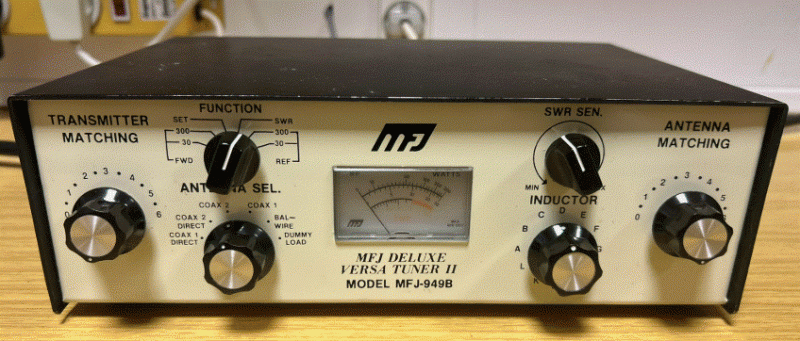 TRANSMITTER
MATCHING
1 2 3 4 5 6
0
FUNCTION
SET SWR
300 300
30 30
FWD REF
ANTENNA SEL.
COAX 2 COAX 1
COAX 2
DIRECT
COAX 1
DIRECT
BAL-
WIRE
DUMMY
LOAD
MFJ
WATTS
MFJ
MFJ DELUXE
VERSA TUNER II
MODEL MFJ-949B
SWR SEN.
MIN
INDUCTOR
A B C D E F G
L K
ANTENNA
MATCHING
0 1 2 3 4 5